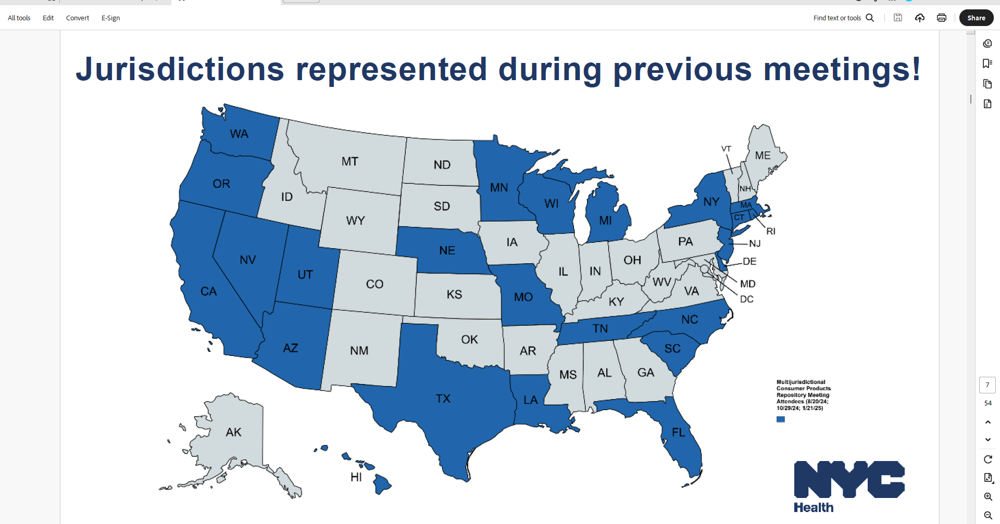 All tools
Edit
Convert
E-Sign
Find text or tools
Share
Jurisdictions represented during previous meetings!
WA
MT
ND
MN
VT
ME
OR
ID
SD
WI
MI
NY
NH
MA
CT
RI
WY
NE
IA
PA
NJ
NV
UT
CO
IL
IN
OH
DE
CA
KS
MO
WV
VA
MD
DC
KY
AZ
NM
OK
AR
TN
NC
SC
MS
AL
GA
TX
LA
FL
AK
HI
Multijurisdictional
Consumer Products
Repository Meeting
Attendees (8/20/24;
10/29/24; 1/21/25)
NYC
Health
7
54